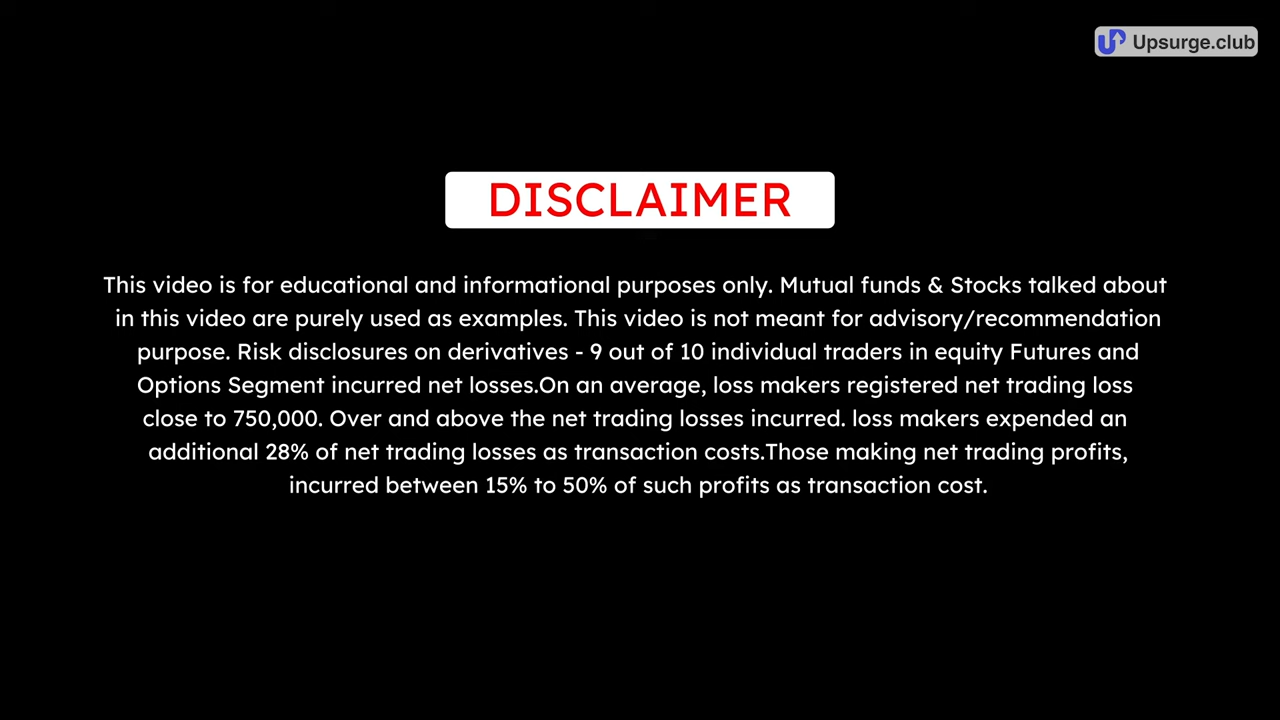 Upsurge.club
DISCLAIMER
This video is for educational and informational purposes only. Mutual funds & Stocks talked about
in this video are purely used as examples. This video is not meant for advisory/recommendation
purpose. Risk disclosures on derivatives - 9 out of 10 individual traders in equity Futures and
Options Segment incurred net losses.On an average, loss makers registered net trading loss
close to 750,000. Over and above the net trading losses incurred. loss makers expended an
additional 28% of net trading losses as transaction costs.Those making net trading profits,
incurred between 15% to 50% of such profits as transaction cost.